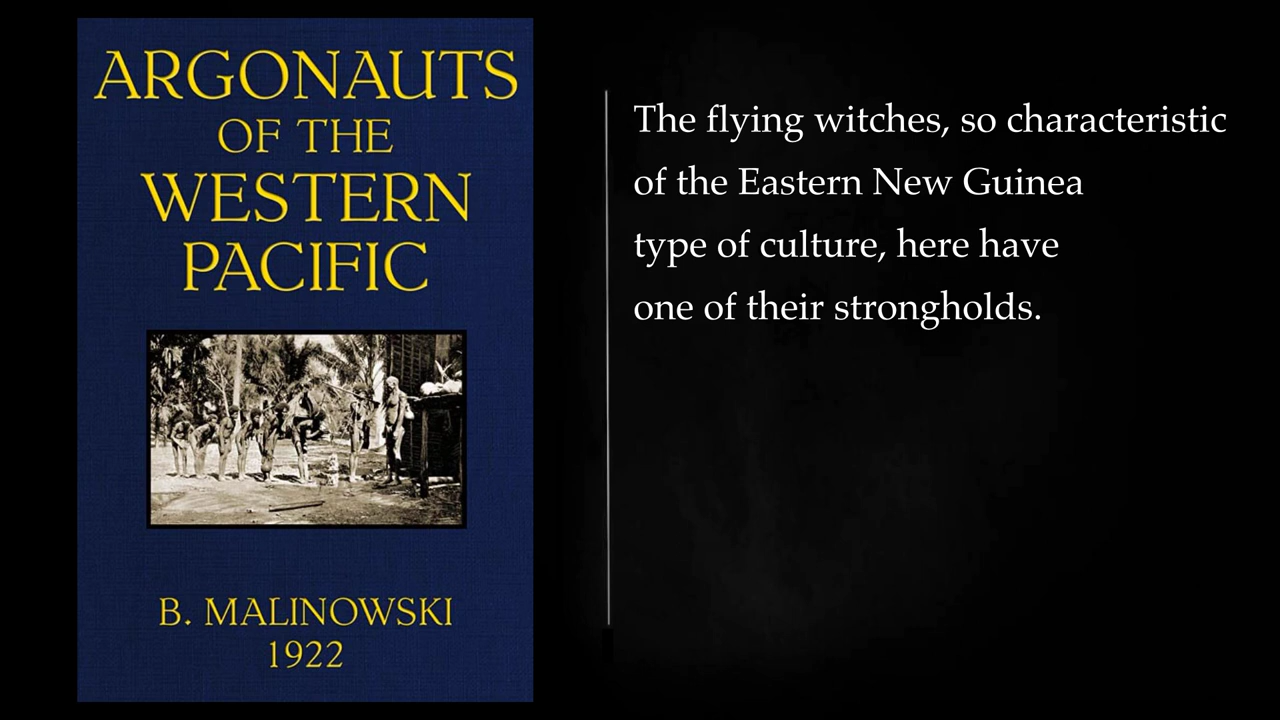 ARGONAUTS
OF THE
WESTERN
PACIFIC
B. MALINOWSKI
1922
The flying witches, so characteristic
of the Eastern New Guinea
type of culture, here have
one of their strongholds.